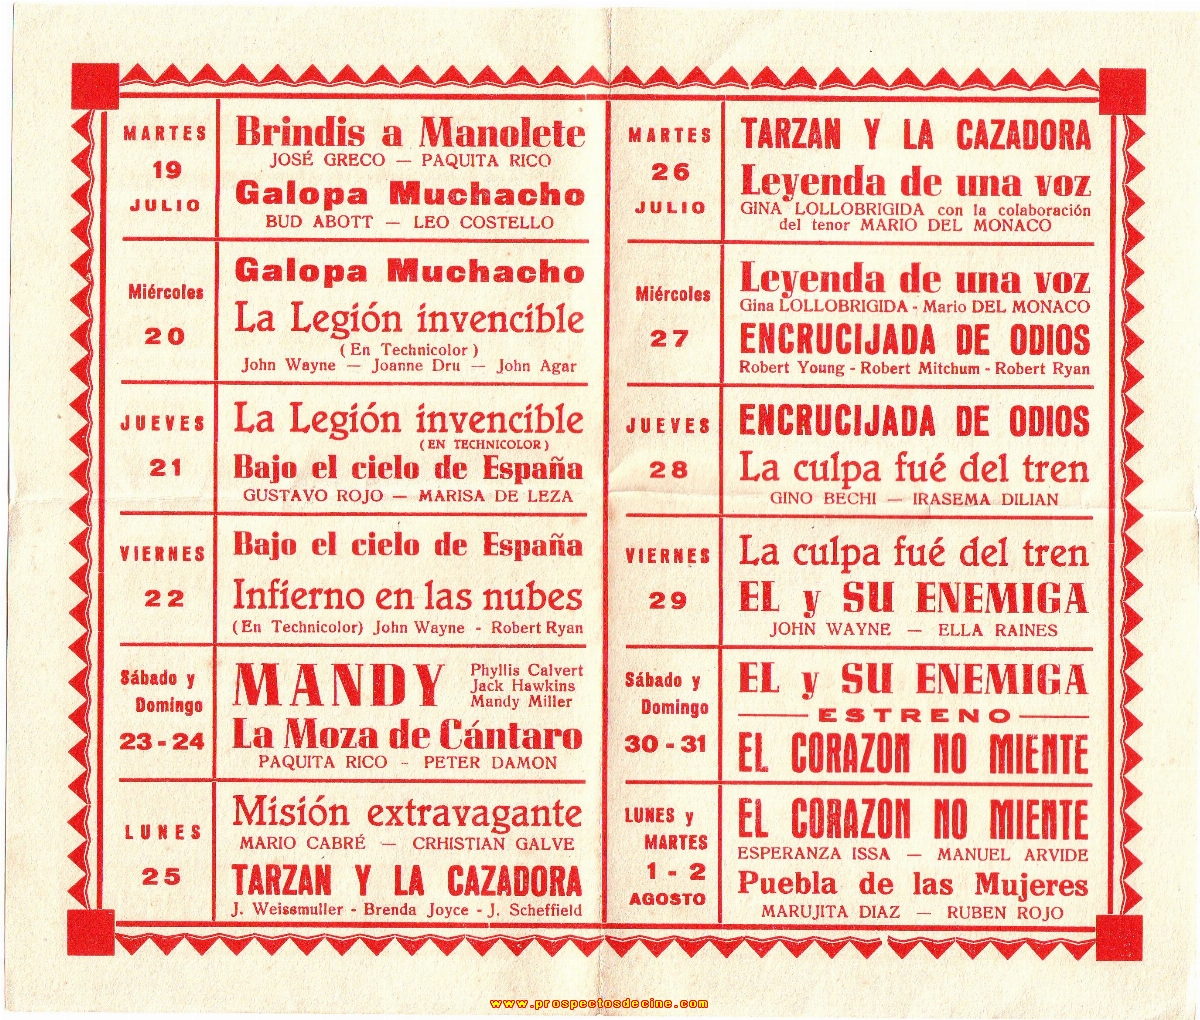 MARTES
19
JULIO
Brindis a Manolete
JOSÉ GRECO — PAQUITA RICO
Galopa Muchacho
BUD ABOTT — LEO COSTELLO
Miércoles
20
Galopa Muchacho
La Legión invencible
( En Technicolor )
John Wayne — Joanne Dru — John Agar
JUEVES
21
La Legión invencible
( EN TECHNICOLOR )
Bajo el cielo de España
GUSTAVO ROJO — MARISA DE LEZA
VIERNES
22
Bajo el cielo de España
Infierno en las nubes
(En Technicolor) John Wayne - Robert Ryan
Sábado y
Domingo
23-24
MANDY
Phyllis Calvert
Jack Hawkins
Mandy Miller
La Moza de Cántaro
PAQUITA RICO - PETER DAMON
LUNES
25
Misión extravagante
MARIO CABRÉ — CRHISTIAN GALVE
TARZAN Y LA CAZADORA
J. Weissmuller - Brenda Joyce - J. Scheffield
MARTES
26
JULIO
TARZAN Y LA CAZADORA
Leyenda de una voz
GINA LOLLOBRIGIDA con la colaboración
del tenor MARIO DEL MONACO
Miércoles
27
Leyenda de una voz
Gina LOLLOBRIGIDA - Mario DEL MONACO
ENCRUCIJADA DE ODIOS
Robert Young - Robert Mitchum - Robert Ryan
JUEVES
28
ENCRUCIJADA DE ODIOS
La culpa fué del tren
GINO BECHI — IRASEMA DILIAN
VIERNES
29
La culpa fué del tren
EL y SU ENEMIGA
JOHN WAYNE — ELLA RAINES
Sábado y
Domingo
30-31
EL y SU ENEMIGA
ESTRENO
EL CORAZON NO MIENTE
LUNES y
MARTES
1-2
AGOSTO
EL CORAZON NO MIENTE
ESPERANZA ISSA — MANUEL ARVIDE
Puebla de las Mujeres
MARUJITA DIAZ — RUBEN ROJO
www.prospectosdecine.com